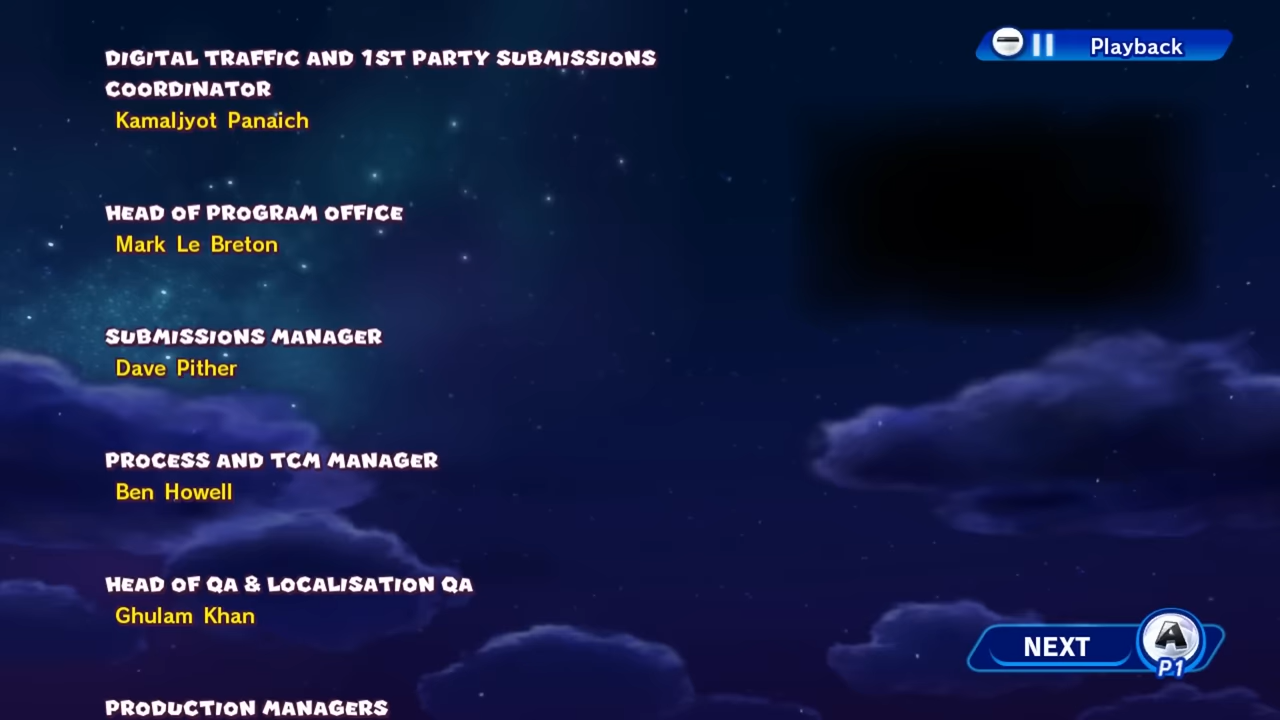 DIGITAL TRAFFIC AND 1ST PARTY SUBMISSIONS
COORDINATOR
Kamaljyot Panaich
HEAD OF PROGRAM OFFICE
Mark Le Breton
SUBMISSIONS MANAGER
Dave Pither
PROCESS AND TCM MANAGER
Ben Howell
HEAD OF QA & LOCALISATION QA
Ghulam Khan
PRODUCTION MANAGERS
Playback
NEXT
A
P1